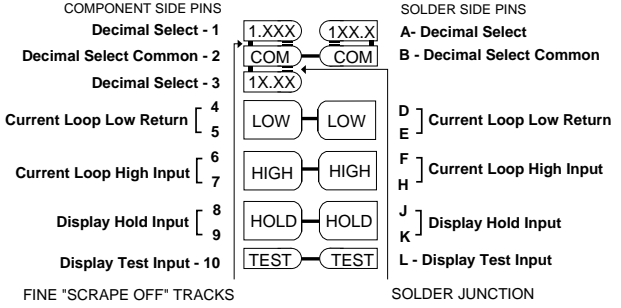 COMPONENT SIDE PINS SOLDER SIDE PINS
Decimal Select - 1 1.XXX 1XX.X A- Decimal Select
Decimal Select Common - 2 COM COM B - Decimal Select Common
Decimal Select - 3 1X.XX
4 D
Current Loop Low Return LOW LOW Current Loop Low Return
5 E
6 F
Current Loop High Input HIGH HIGH Current Loop High Input
7 H
8 J
Display Hold Input HOLD HOLD Display Hold Input
9 K
Display Test Input - 10 TEST TEST L - Display Test Input
FINE "SCRAPE OFF" TRACKS SOLDER JUNCTION